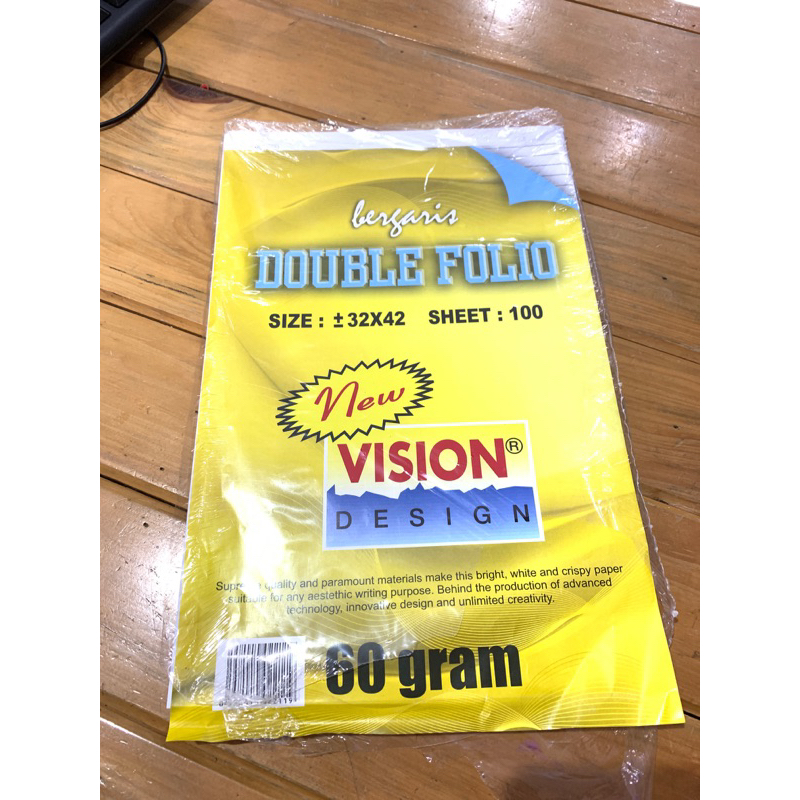 bergaris
DOUBLE FOLIO
SIZE : ± 32X42 SHEET : 100
New
VISION®
DESIGN
quality and paramount materials make this bright, white and crispy paper
suitable for any aestethic writing purpose. Behind the production of advanced
technology, innovative design and unlimited creativity.
60 gram